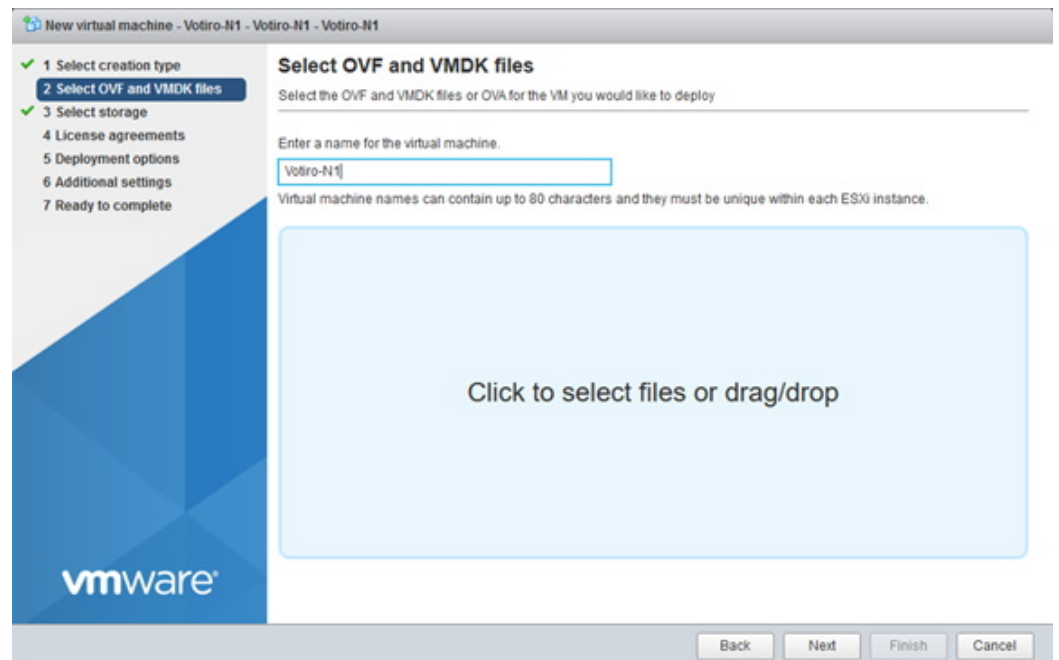 New virtual machine - Votiro-N1 - Votiro-N1 - Votiro-N1
1 Select creation type
2 Select OVF and VMDK files
3 Select storage
4 License agreements
5 Deployment options
6 Additional settings
7 Ready to complete
Select OVF and VMDK files
Select the OVF and VMDK files or OVA for the VM you would like to deploy
Enter a name for the virtual machine.
Votiro-N1
Virtual machine names can contain up to 80 characters and they must be unique within each ESXi instance.
Click to select files or drag/drop
vmware
Back Next Finish Cancel